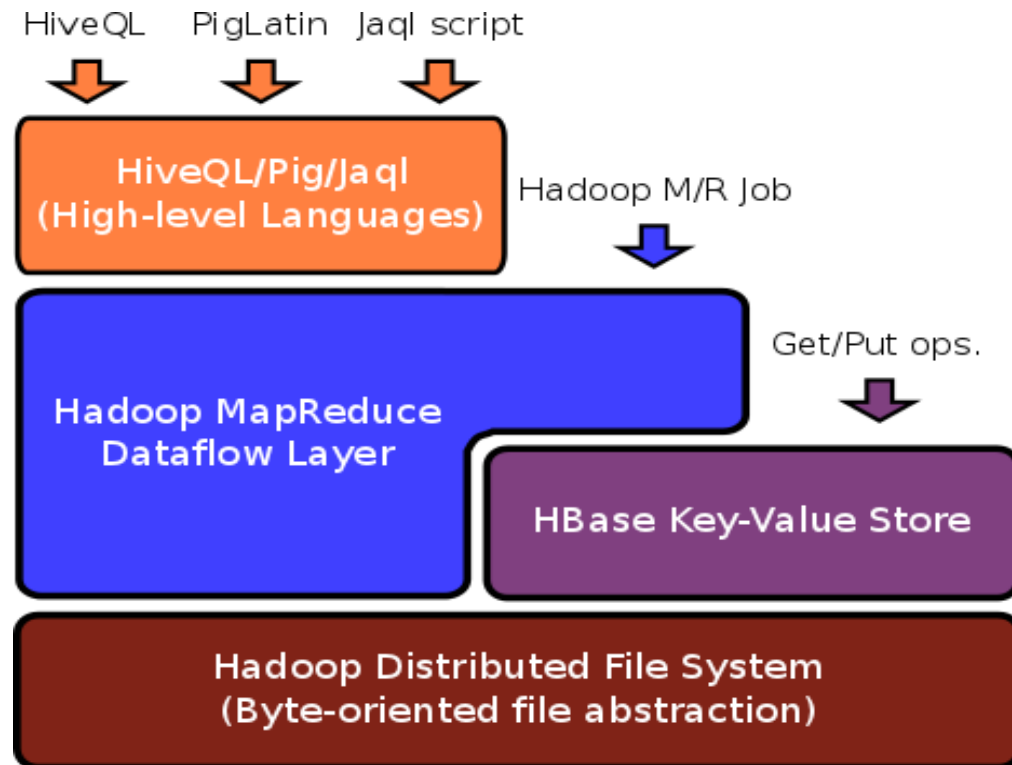 HiveQL PigLatin Jaql script
HiveQL/Pig/Jaql
(High-level Languages)
Hadoop M/R Job
Get/Put ops.
Hadoop MapReduce
Dataflow Layer
HBase Key-Value Store
Hadoop Distributed File System
(Byte-oriented file abstraction)